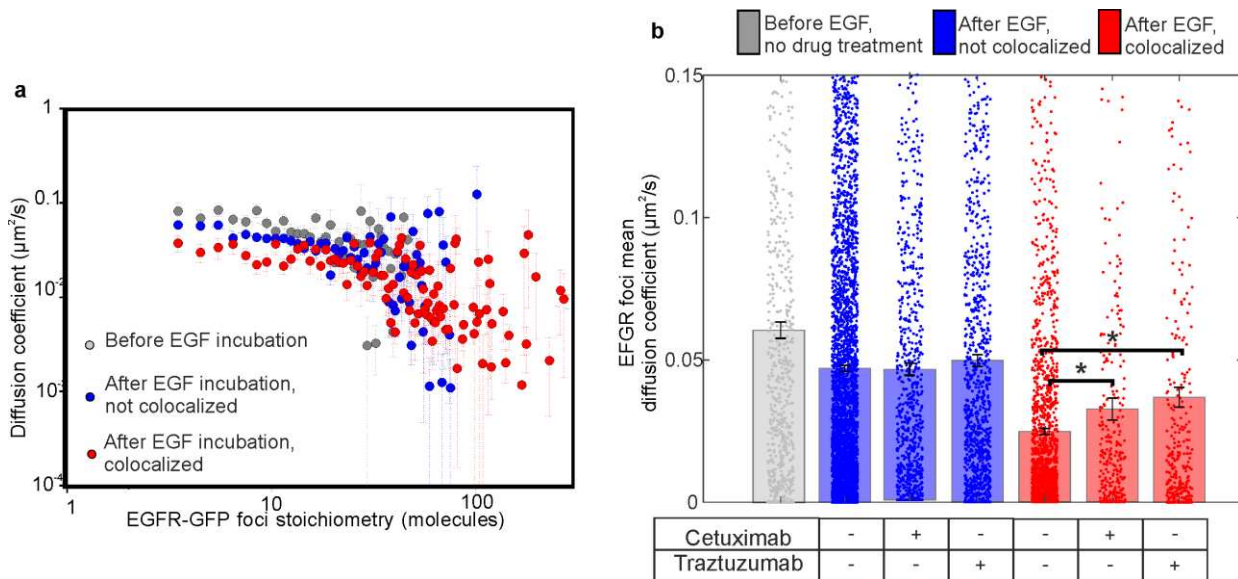 a
Diffusion coefficient (µm²/s)
1
0.1
10⁻²
10⁻³
10⁻⁴
Before EGF incubation
After EGF incubation,
not colocalized
After EGF incubation,
colocalized
1
10
100
EGFR-GFP foci stoichiometry (molecules)
b
Before EGF,
no drug treatment
After EGF,
not colocalized
After EGF,
colocalized
EFGR foci mean
diffusion coefficient (µm²/s)
0.15
0.1
0.05
0
*
*
Cetuximab - + - - + -
Traztuzumab - - + - - +